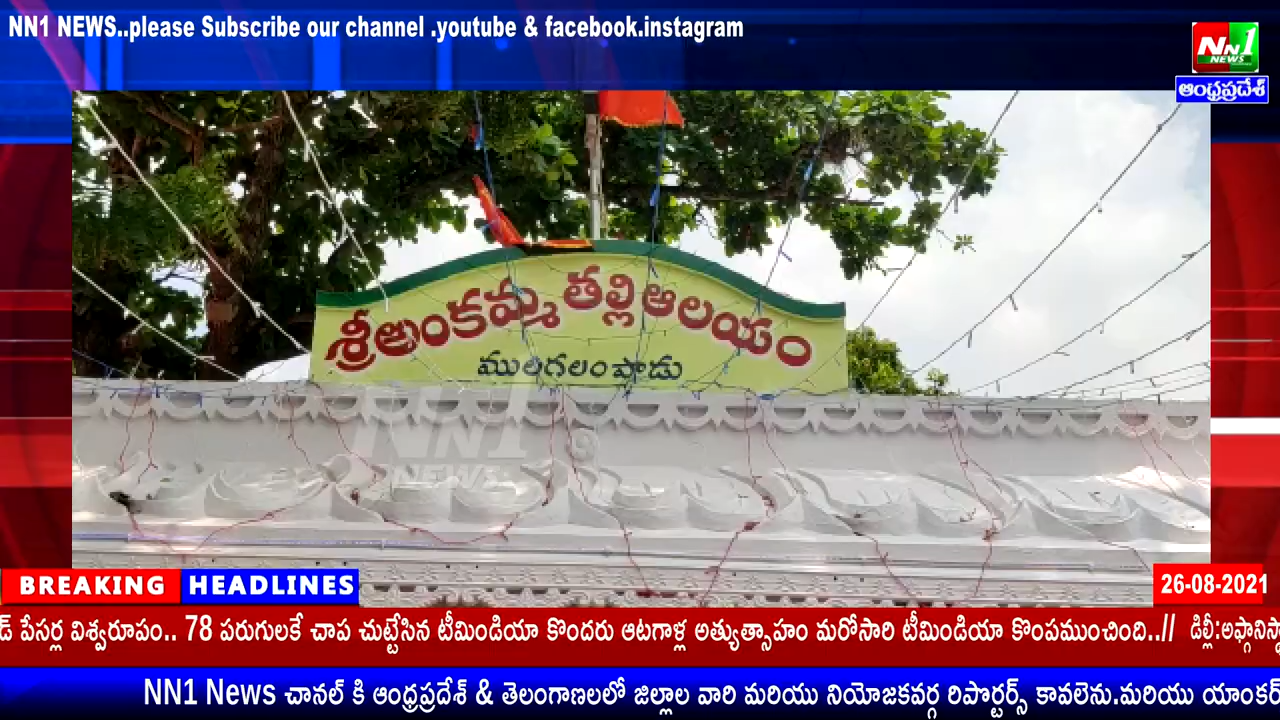 NN1 NEWS..please Subscribe our channel .youtube & facebook.instagram
NN1
NEWS
ఆంధ్రప్రదేశ్
శ్రీఅంకమ్మ తల్లి ఆలయం
ములగలంపాడు
NN1
NEWS
BREAKING HEADLINES
26-08-2021
పేసర్ల విశ్వరూపం.. 78 పరుగులకే చాప చుట్టేసిన టీమిండియా కొందరు ఆటగాళ్ల అత్యుత్సాహం మరోసారి టీమిండియా కొంపముంచింది..// డిల్లీ:అఫ్గానిస్థా
NN1 News చానల్ కి ఆంధ్రప్రదేశ్ & తెలంగాణలలో జిల్లాల వారి మరియు నియోజకవర్గ రిపొర్టర్స్ కావలెను.మరియు యాంకర్